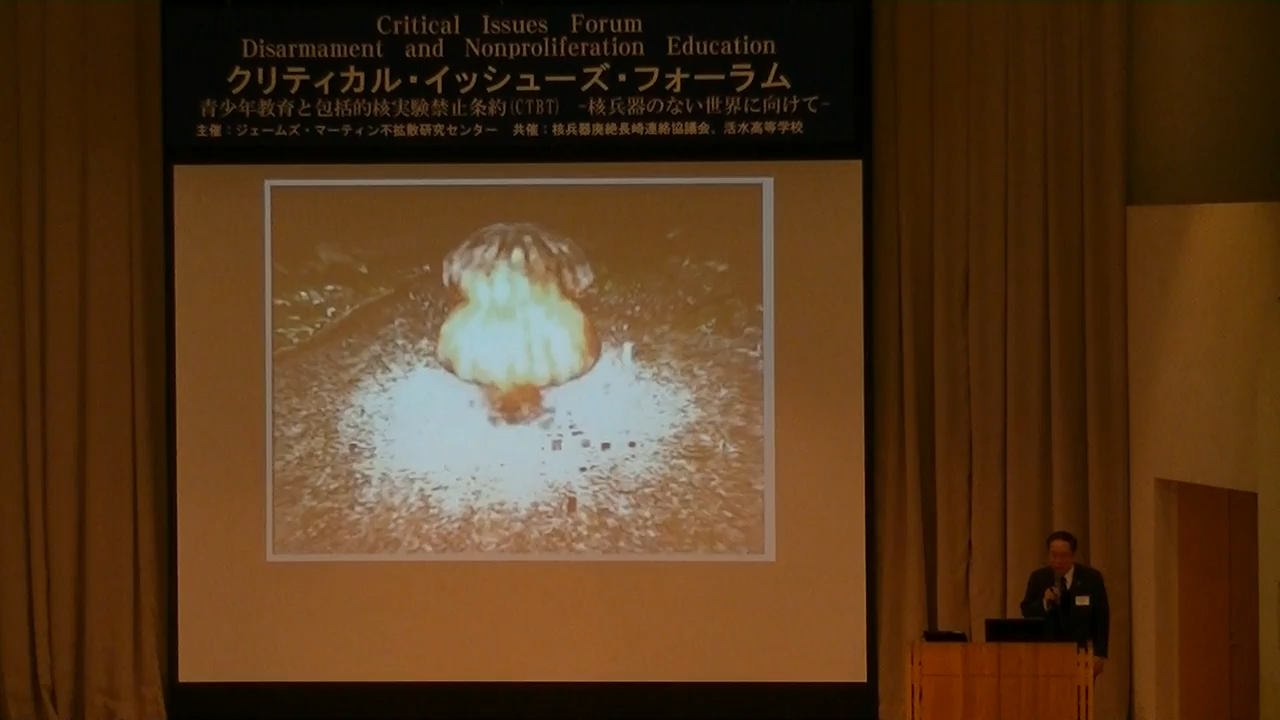 Critical Issues Forum
Disarmament and Nonproliferation Education
クリティカル・イッシューズ・フォーラム
青少年教育と包括的核実験禁止条約(CTBT) -核兵器のない世界に向けて-
主催：ジェームズ・マーティン不拡散研究センター 共催：核兵器廃絶長崎連絡協議会、活水高等学校